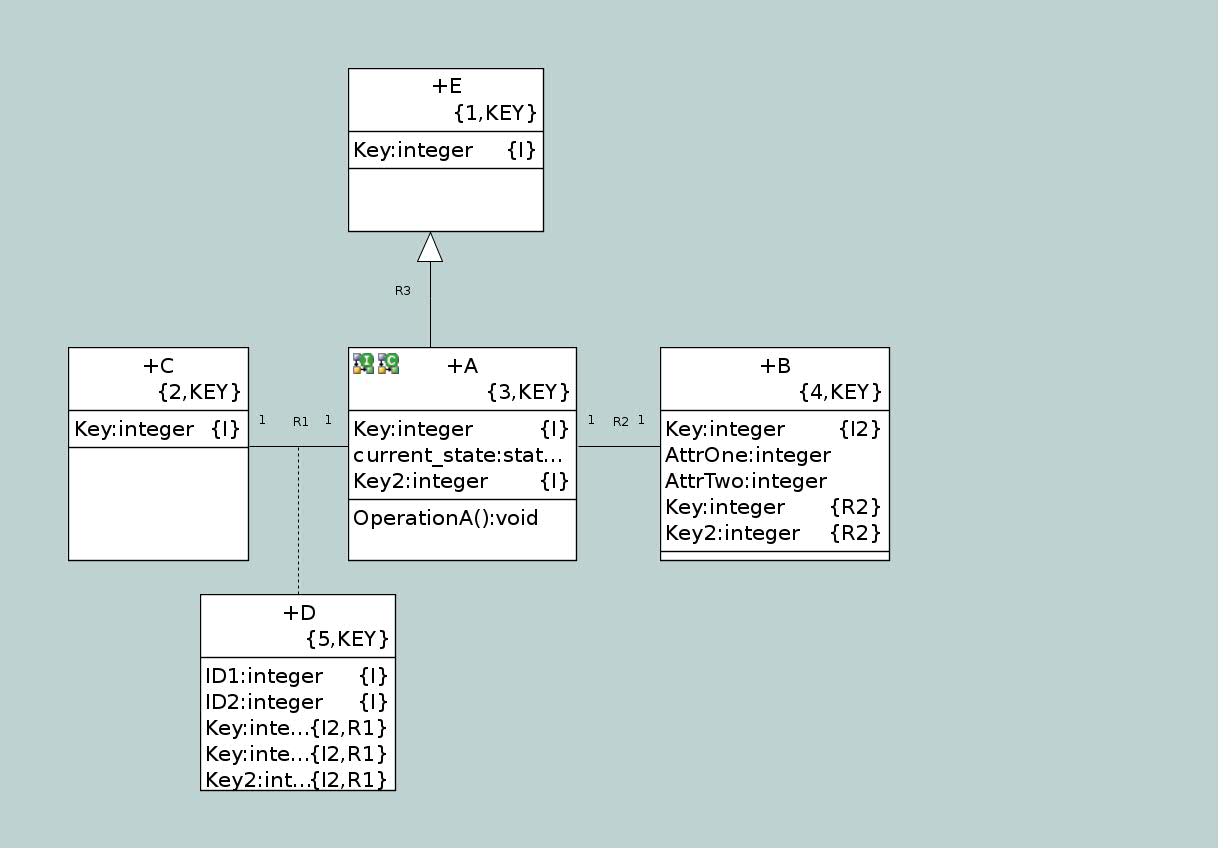 +E
{1,KEY}
Key:integer {I}
R3
+C
{2,KEY}
Key:integer {I}
1 R1 1
I C +A
{3,KEY}
Key:integer {I}
current_state:stat...
Key2:integer {I}
OperationA():void
1 R2 1
+B
{4,KEY}
Key:integer {I2}
AttrOne:integer
AttrTwo:integer
Key:integer {R2}
Key2:integer {R2}
+D
{5,KEY}
ID1:integer {I}
ID2:integer {I}
Key:inte...{I2,R1}
Key:inte...{I2,R1}
Key2:int...{I2,R1}